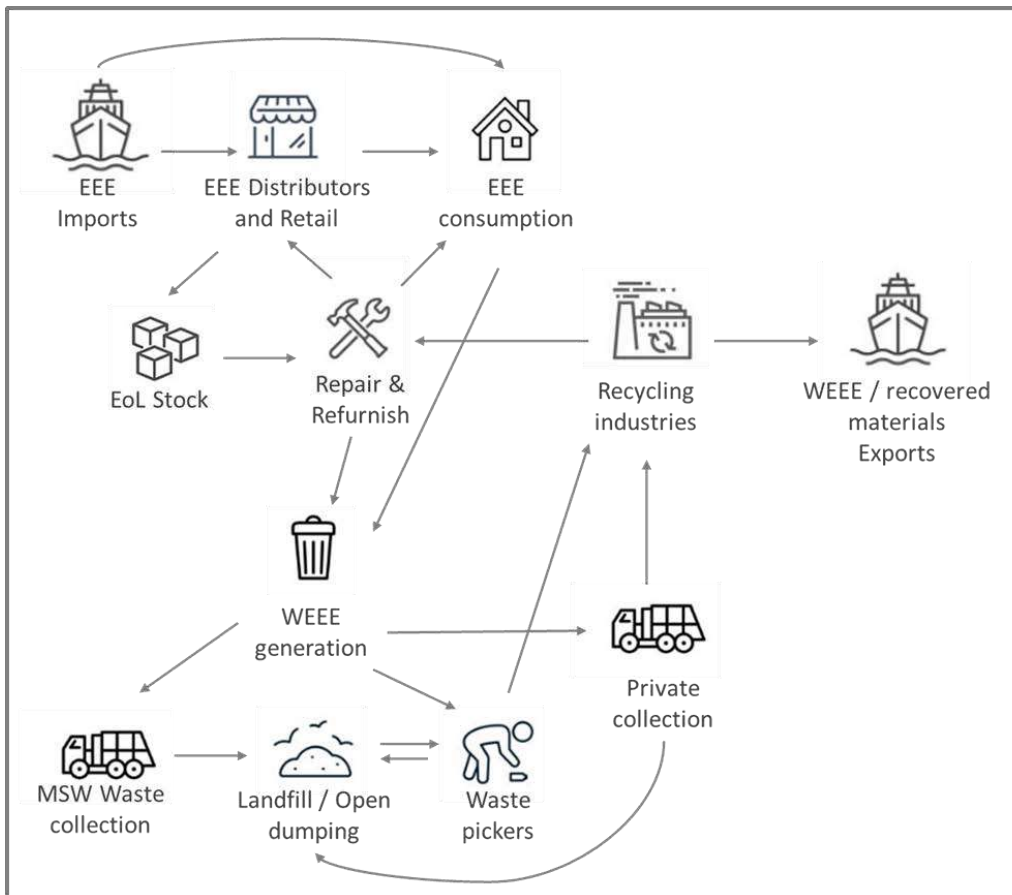 EEE
Imports
EEE Distributors
and Retail
EEE
consumption
EoL Stock
Repair &
Refurnish
Recycling
industries
WEEE / recovered
materials
Exports
WEEE
generation
Private
collection
MSW Waste
collection
Landfill / Open
dumping
Waste
pickers